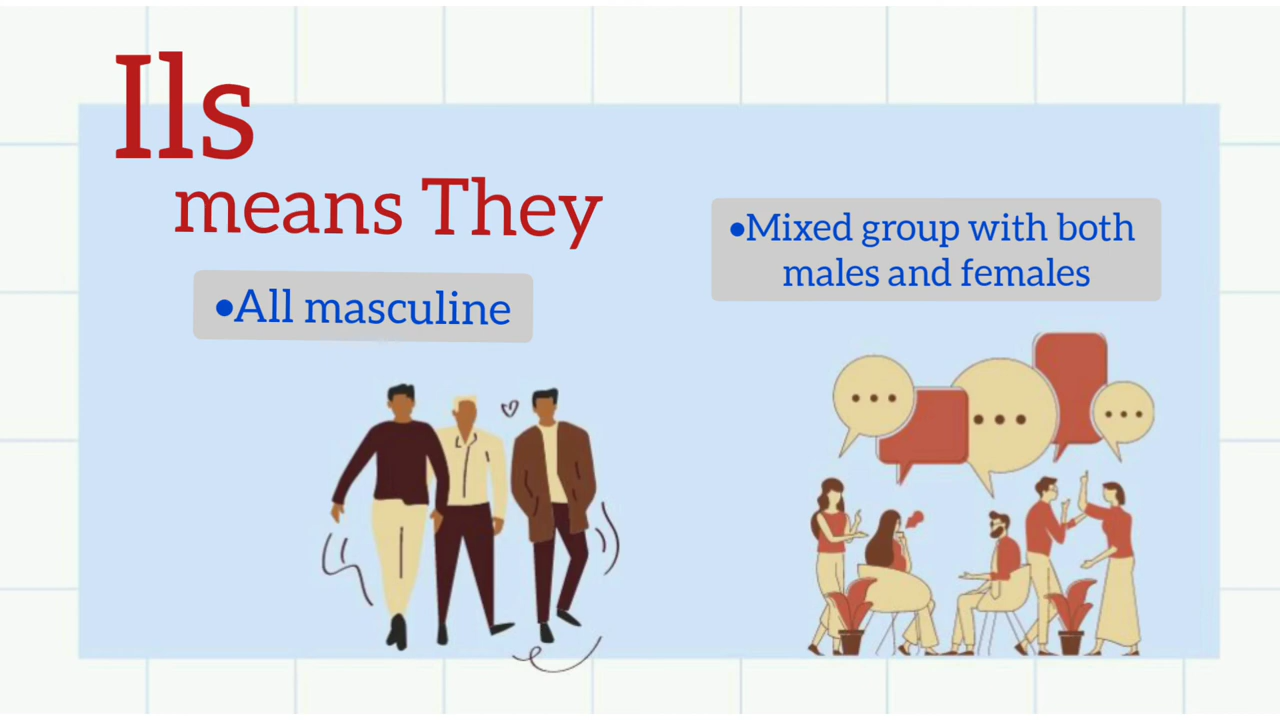 Ils
means They
•All masculine
•Mixed group with both
males and females